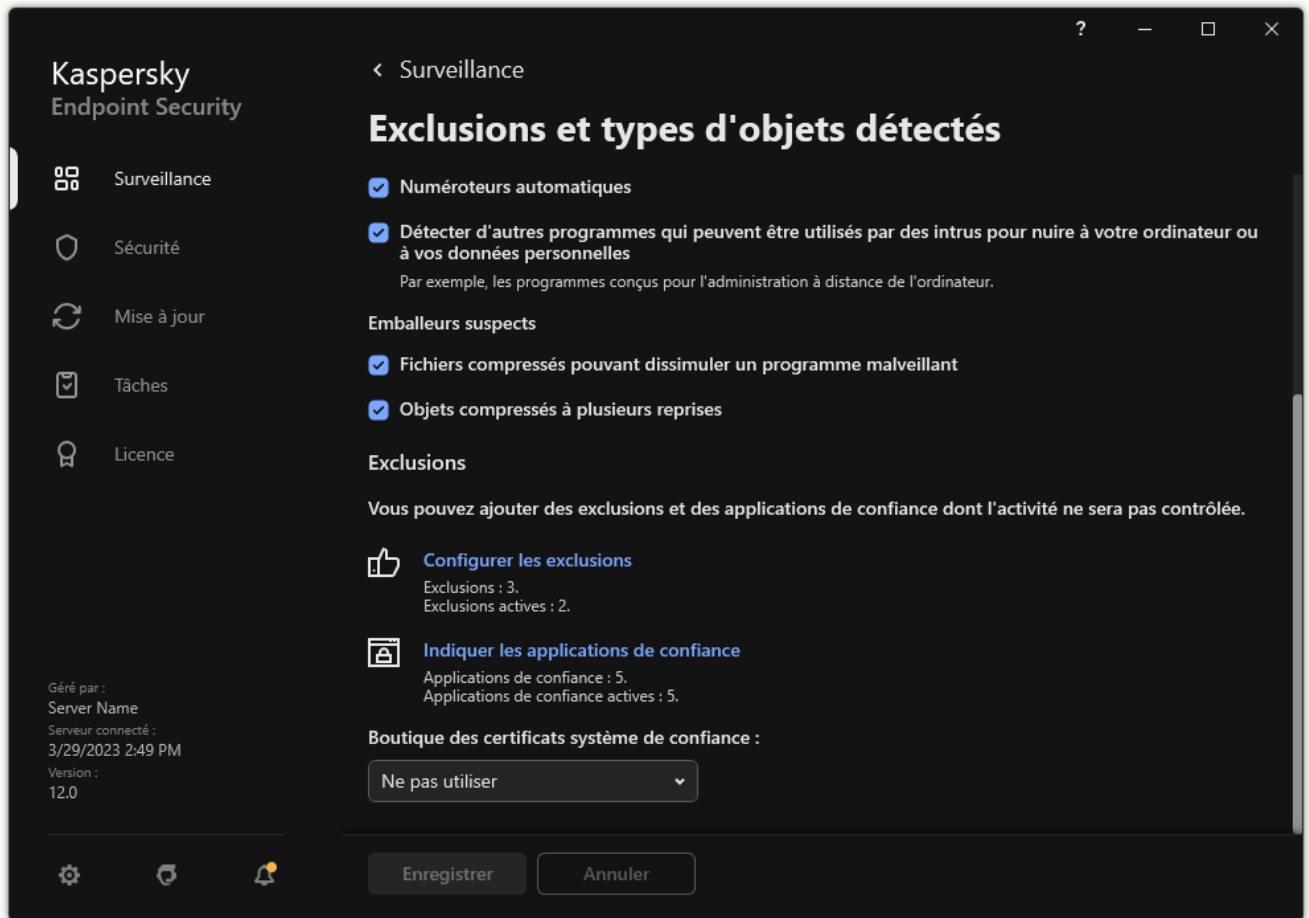 ?
Kaspersky
Endpoint Security
Surveillance
Sécurité
Mise à jour
Tâches
Licence
Géré par :
Server Name
Serveur connecté :
3/29/2023 2:49 PM
Version :
12.0
Surveillance
Exclusions et types d'objets détectés
Numéroteurs automatiques
Détecter d'autres programmes qui peuvent être utilisés par des intrus pour nuire à votre ordinateur ou
à vos données personnelles
Par exemple, les programmes conçus pour l'administration à distance de l'ordinateur.
Emballeurs suspects
Fichiers compressés pouvant dissimuler un programme malveillant
Objets compressés à plusieurs reprises
Exclusions
Vous pouvez ajouter des exclusions et des applications de confiance dont l'activité ne sera pas contrôlée.
Configurer les exclusions
Exclusions : 3.
Exclusions actives : 2.
Indiquer les applications de confiance
Applications de confiance : 5.
Applications de confiance actives : 5.
Boutique des certificats système de confiance :
Ne pas utiliser
Enregistrer
Annuler